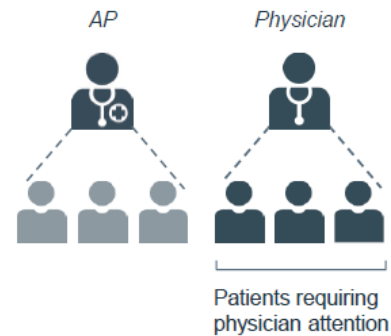 AP
Physician
Patients requiring
physician attention